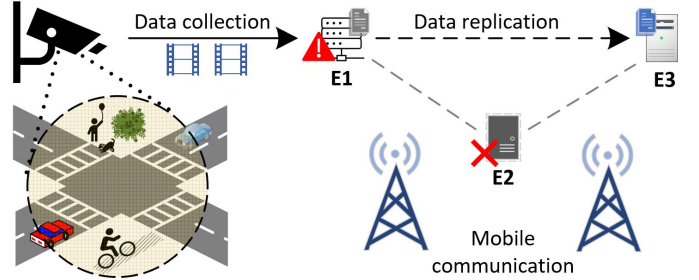 Data collection
Data replication
E1
E3
E2
Mobile
communication